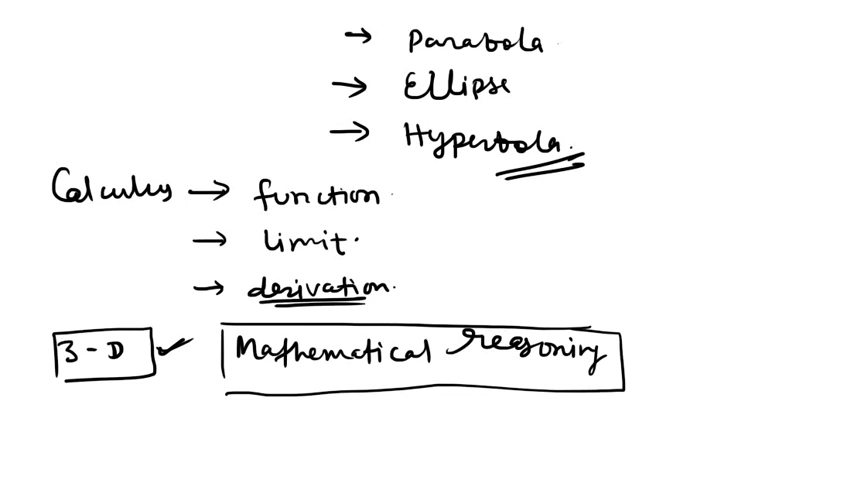 → Parabola
→ Ellipse
→ Hyperbola.
Calculus → function
→ limit.
→ derivation.
3-D ✓ Mathematical reasoning